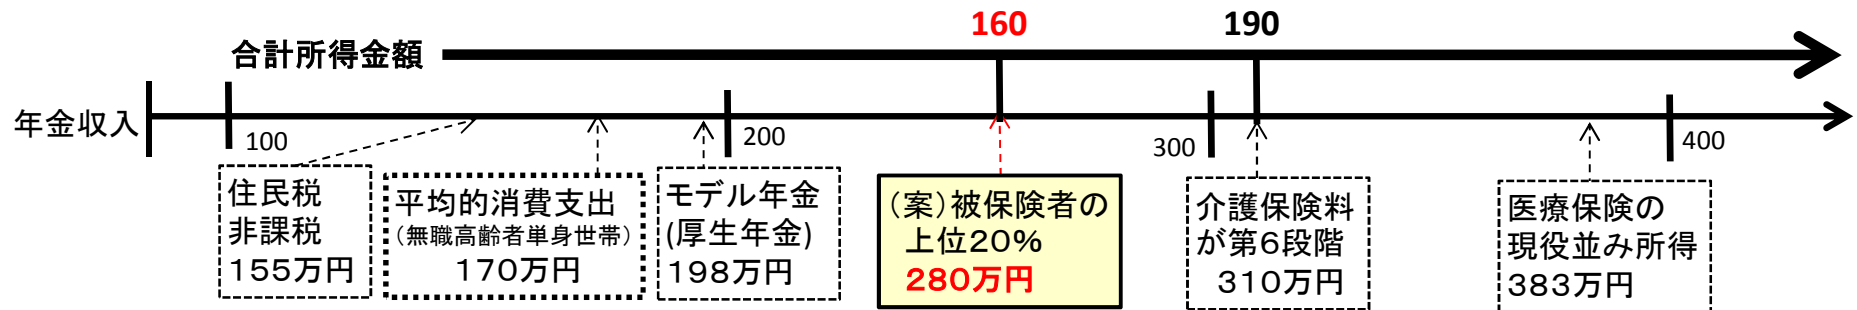 160
190
合計所得金額
年金収入
100
200
300
400
住民税
非課税
155万円
平均的消費支出
(無職高齢者単身世帯)
170万円
モデル年金
(厚生年金)
198万円
(案)被保険者の
上位20%
280万円
介護保険料
が第6段階
310万円
医療保険の
現役並み所得
383万円